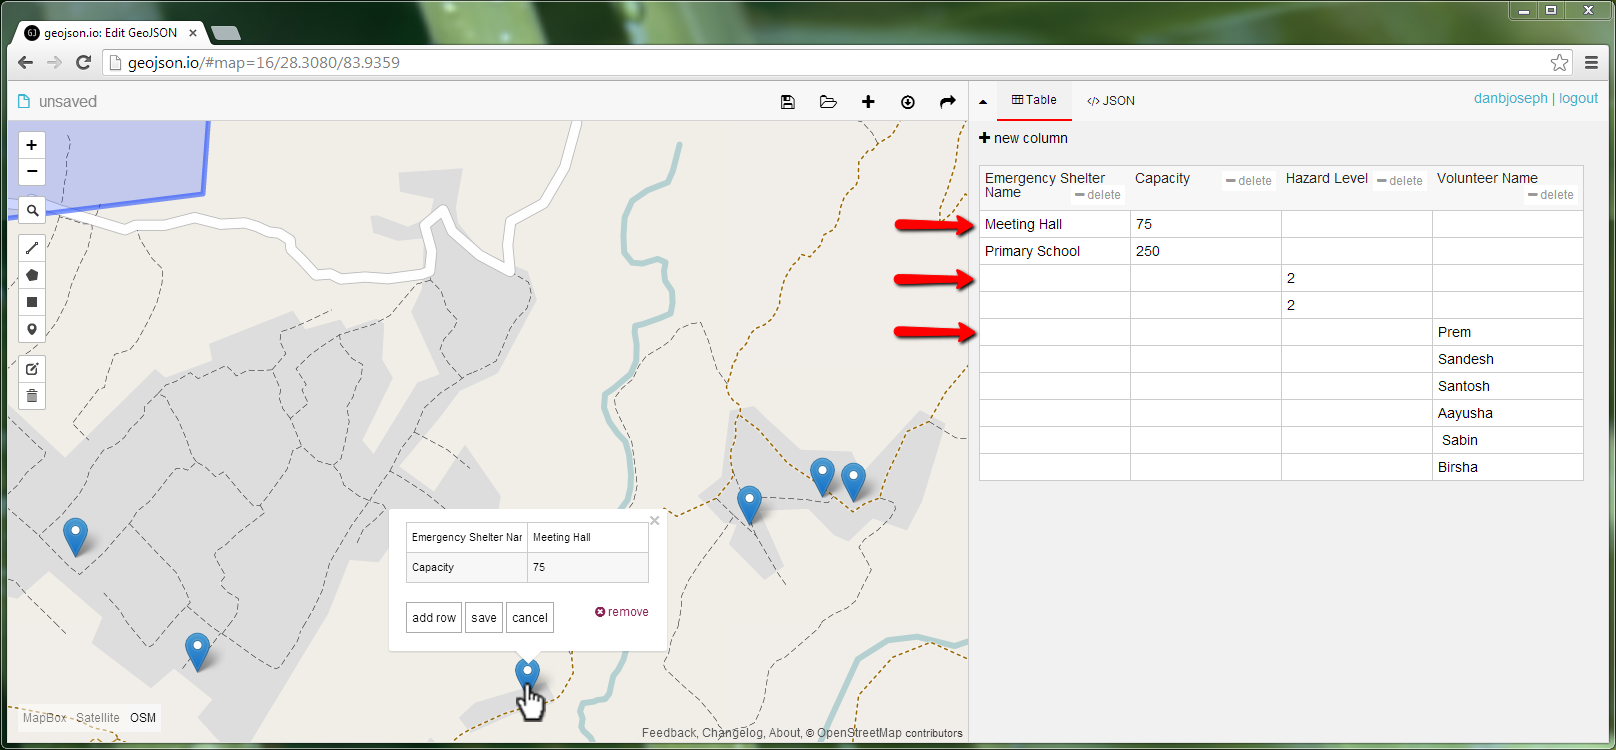 geojson.io: Edit GeoJSON
geojson.io/#map=16/28.3080/83.9359
unsaved
Table
</> JSON
danbjoseph | logout
new column
Emergency Shelter Name
delete
Capacity
delete
Hazard Level
delete
Volunteer Name
delete
Meeting Hall 75
Primary School 250
2
2
Prem
Sandesh
Santosh
Aayusha
Sabin
Birsha
Emergency Shelter Nar Meeting Hall
Capacity 75
add row save cancel remove
MapBox Satellite OSM
Feedback, Changelog, About, © OpenStreetMap contributors